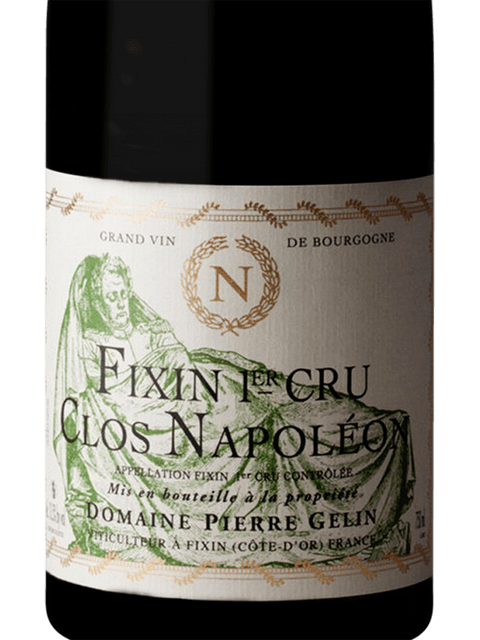 GRAND VIN DE BOURGOGNE
N
FIXIN 1ER CRU
CLOS NAPOLÉON
APPELLATION FIXIN 1er CRU CONTRÔLÉE
Mis en bouteille à la propriété
DOMAINE PIERRE GELIN
VITICULTEUR À FIXIN (CÔTE-D'OR) FRANCE